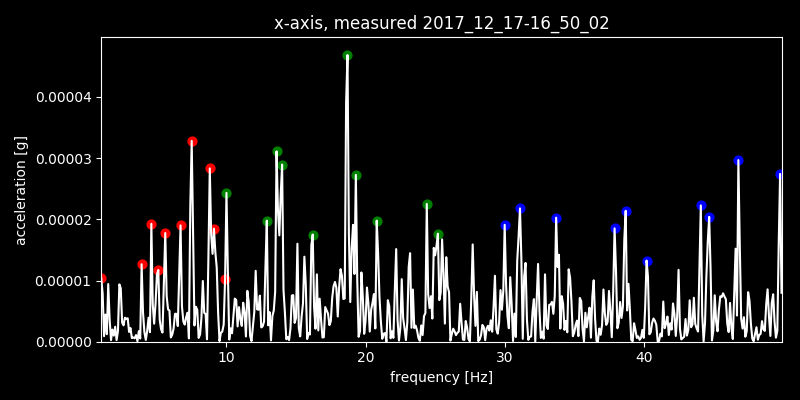 x-axis, measured 2017_12_17-16_50_02
acceleration [g]
0.00004
0.00003
0.00002
0.00001
0.00000
10 20 30 40
frequency [Hz]